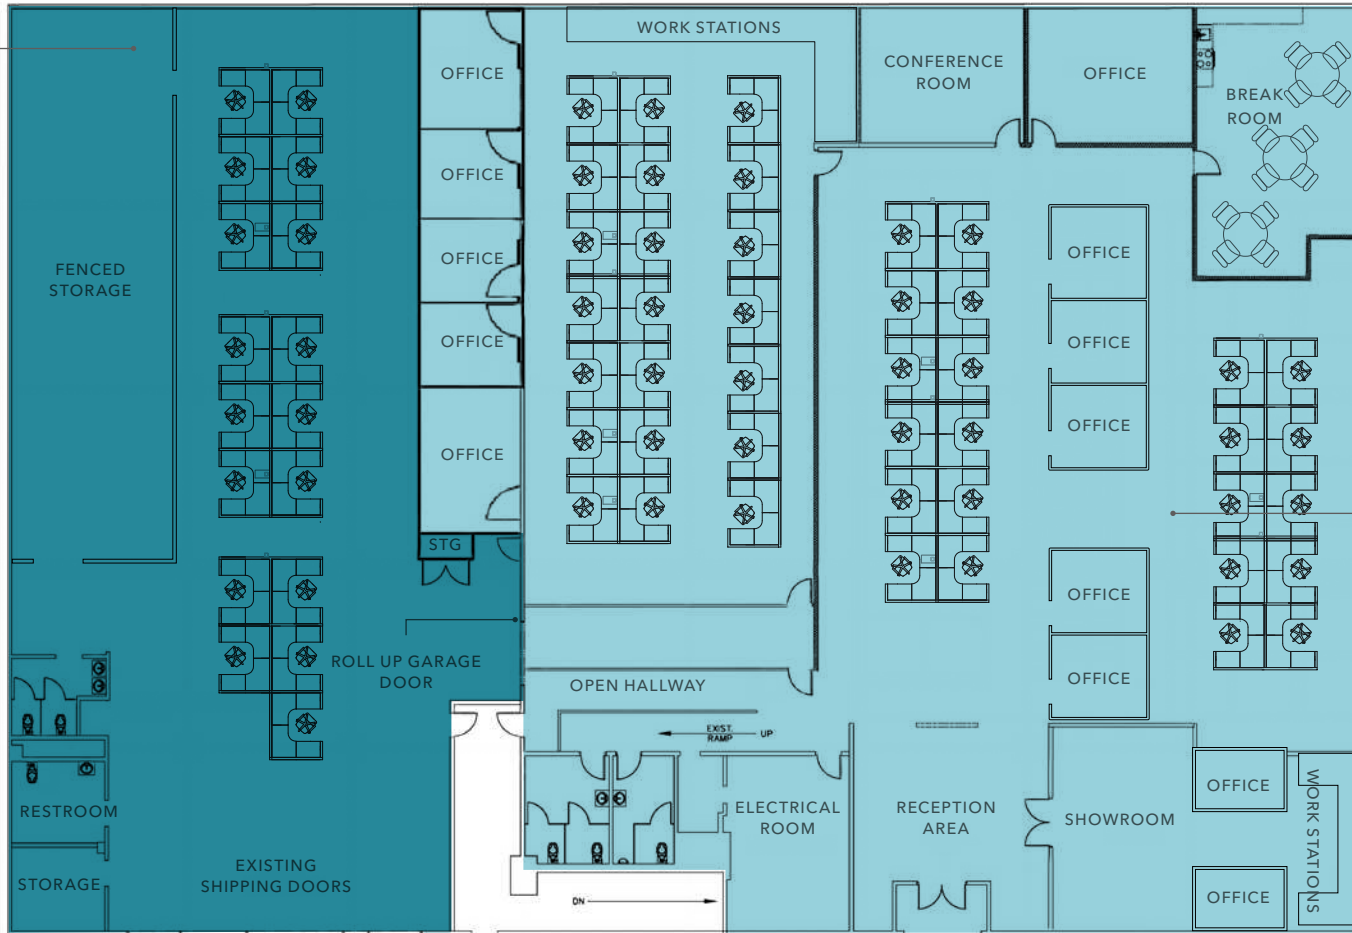 WORK STATIONS
CONFERENCE
ROOM
OFFICE
OFFICE
BREAK
ROOM
OFFICE
OFFICE
FENCED
STORAGE
OFFICE
OFFICE
OFFICE
OFFICE
OFFICE
OFFICE
STG
OFFICE
ROLL UP GARAGE
DOOR
OPEN HALLWAY
OFFICE
EXIST.
RAMP
UP
RESTROOM
ELECTRICAL
ROOM
RECEPTION
AREA
SHOWROOM
OFFICE
WORK STATIONS
STORAGE
EXISTING
SHIPPING DOORS
DN
OFFICE